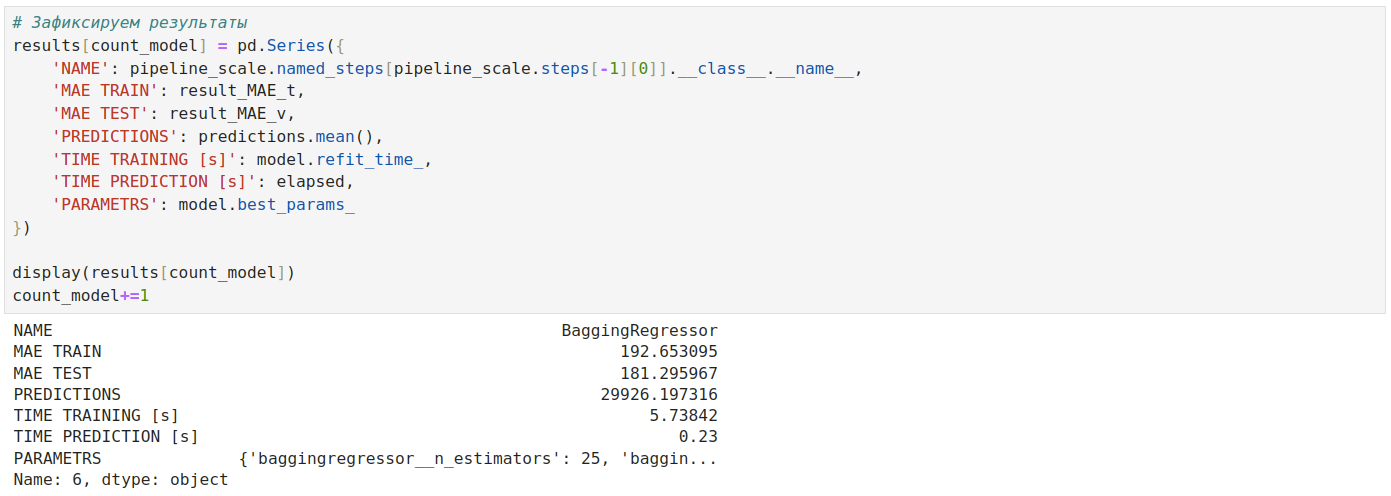 # Зафиксируем результаты
results[count_model] = pd.Series({
    'NAME': pipeline_scale.named_steps[pipeline_scale.steps[-1][0]].__class__.__name__,
    'MAE TRAIN': result_MAE_t,
    'MAE TEST': result_MAE_v,
    'PREDICTIONS': predictions.mean(),
    'TIME TRAINING [s]': model.refit_time_,
    'TIME PREDICTION [s]': elapsed,
    'PARAMETRS': model.best_params_
})

display(results[count_model])
count_model+=1
NAME                                                    BaggingRegressor
MAE TRAIN                                                     192.653095
MAE TEST                                                      181.295967
PREDICTIONS                                                 29926.197316
TIME TRAINING [s]                                                5.73842
TIME PREDICTION [s]                                                 0.23
PARAMETRS              {'baggingregressor__n_estimators': 25, 'baggin...
Name: 6, dtype: object